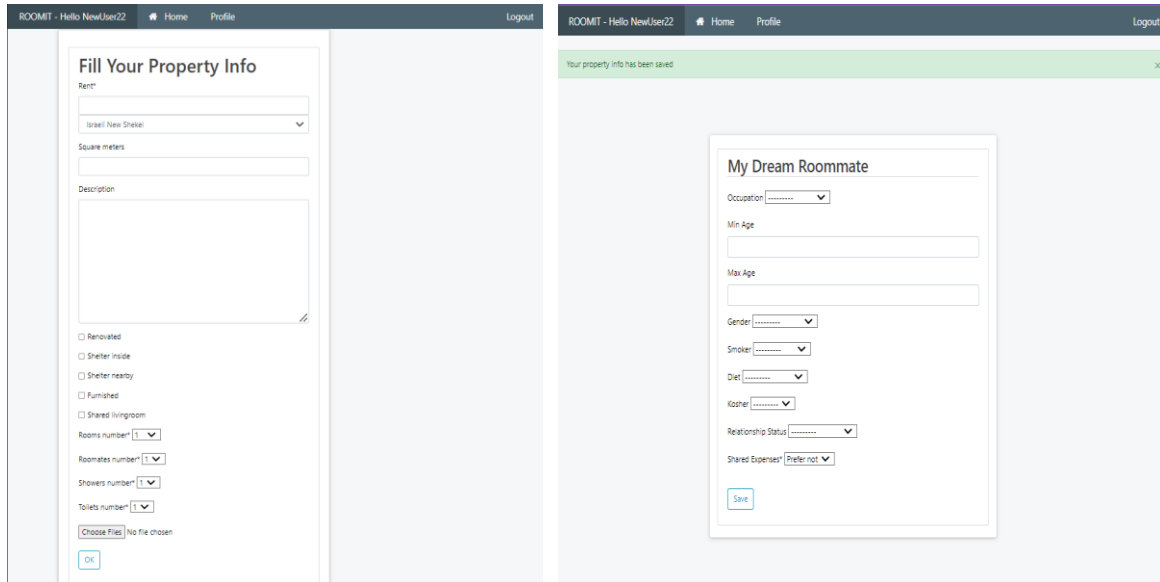 ROOMIT - Hello NewUser22 Home Profile Logout
Fill Your Property Info
Rent*
Israeli New Shekel
Square meters
Description
Renovated
Shelter inside
Shelter nearby
Furnished
Shared livingroom
Rooms number* 1
Roomates number* 1
Showers number* 1
Toilets number* 1
Choose Files No file chosen
OK
ROOMIT - Hello NewUser22 Home Profile Logout
Your property info has been saved x
My Dream Roommate
Occupation ---------
Min Age
Max Age
Gender ---------
Smoker ---------
Diet ---------
Kosher ---------
Relationship Status ---------
Shared Expenses* Prefer not
Save